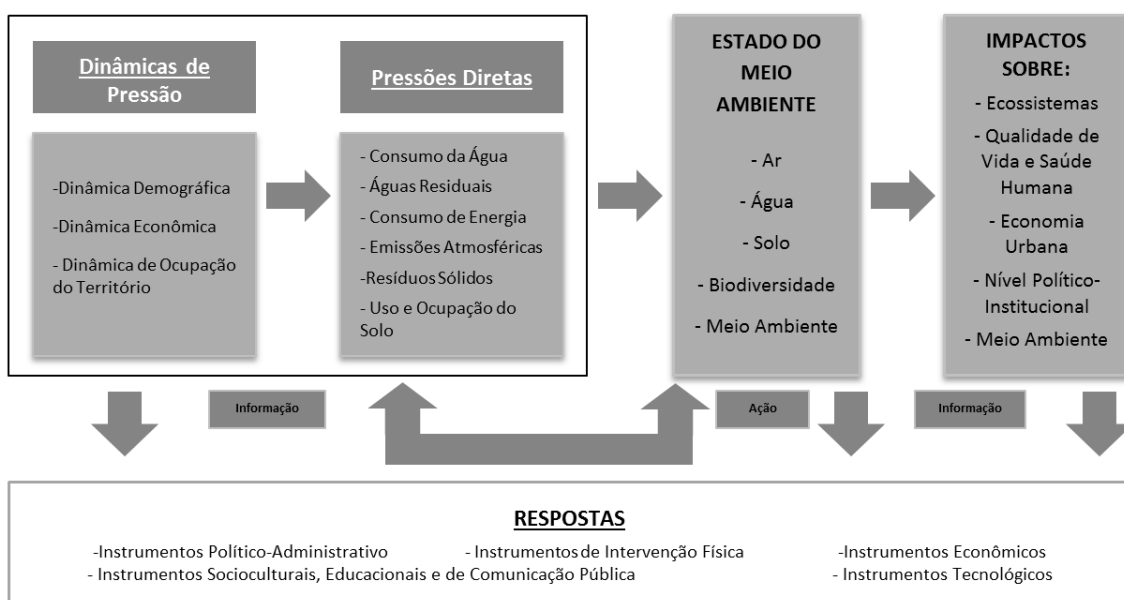 Dinâmicas de
Pressão
-Dinâmica Demográfica
-Dinâmica Econômica
- Dinâmica de Ocupação
do Território
Pressões Diretas
- Consumo da Água
- Águas Residuais
- Consumo de Energia
- Emissões Atmosféricas
-Resíduos Sólidos
- Uso e Ocupação do
Solo
ESTADO DO
MEIO
AMBIENTE
- Ar
- Água
- Solo
- Biodiversidade
- Meio Ambiente
IMPACTOS
SOBRE:
- Ecossistemas
- Qualidade de
Vida e Saúde
Humana
- Economia
Urbana
- Nível Político-
Institucional
- Meio Ambiente
Informação
Ação
Informação
RESPOSTAS
-Instrumentos Político-Administrativo
- Instrumentos de Intervenção Física
-Instrumentos Econômicos
- Instrumentos Socioculturais, Educacionais e de Comunicação Pública
- Instrumentos Tecnológicos